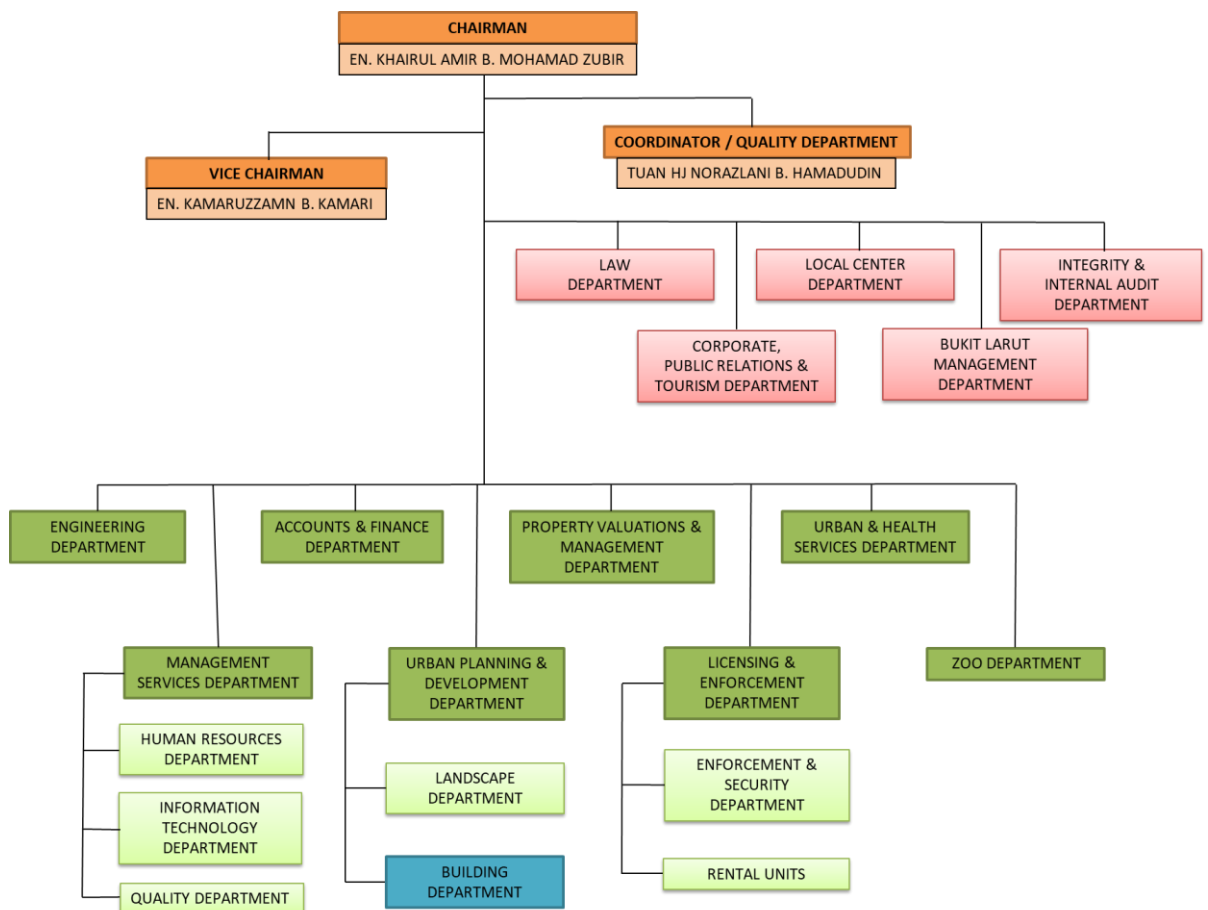 CHAIRMAN
EN. KHAIRUL AMIR B. MOHAMAD ZUBIR
COORDINATOR / QUALITY DEPARTMENT
TUAN HJ NORAZLANI B. HAMADUDIN
VICE CHAIRMAN
EN. KAMARUZZAMN B. KAMARI
LAW
DEPARTMENT
LOCAL CENTER
DEPARTMENT
INTEGRITY &
INTERNAL AUDIT
DEPARTMENT
CORPORATE,
PUBLIC RELATIONS &
TOURISM DEPARTMENT
BUKIT LARUT
MANAGEMENT
DEPARTMENT
ENGINEERING
DEPARTMENT
ACCOUNTS & FINANCE
DEPARTMENT
PROPERTY VALUATIONS &
MANAGEMENT
DEPARTMENT
URBAN & HEALTH
SERVICES DEPARTMENT
MANAGEMENT
SERVICES DEPARTMENT
URBAN PLANNING &
DEVELOPMENT
DEPARTMENT
LICENSING &
ENFORCEMENT
DEPARTMENT
ZOO DEPARTMENT
HUMAN RESOURCES
DEPARTMENT
INFORMATION
TECHNOLOGY
DEPARTMENT
QUALITY DEPARTMENT
LANDSCAPE
DEPARTMENT
BUILDING
DEPARTMENT
ENFORCEMENT &
SECURITY
DEPARTMENT
RENTAL UNITS